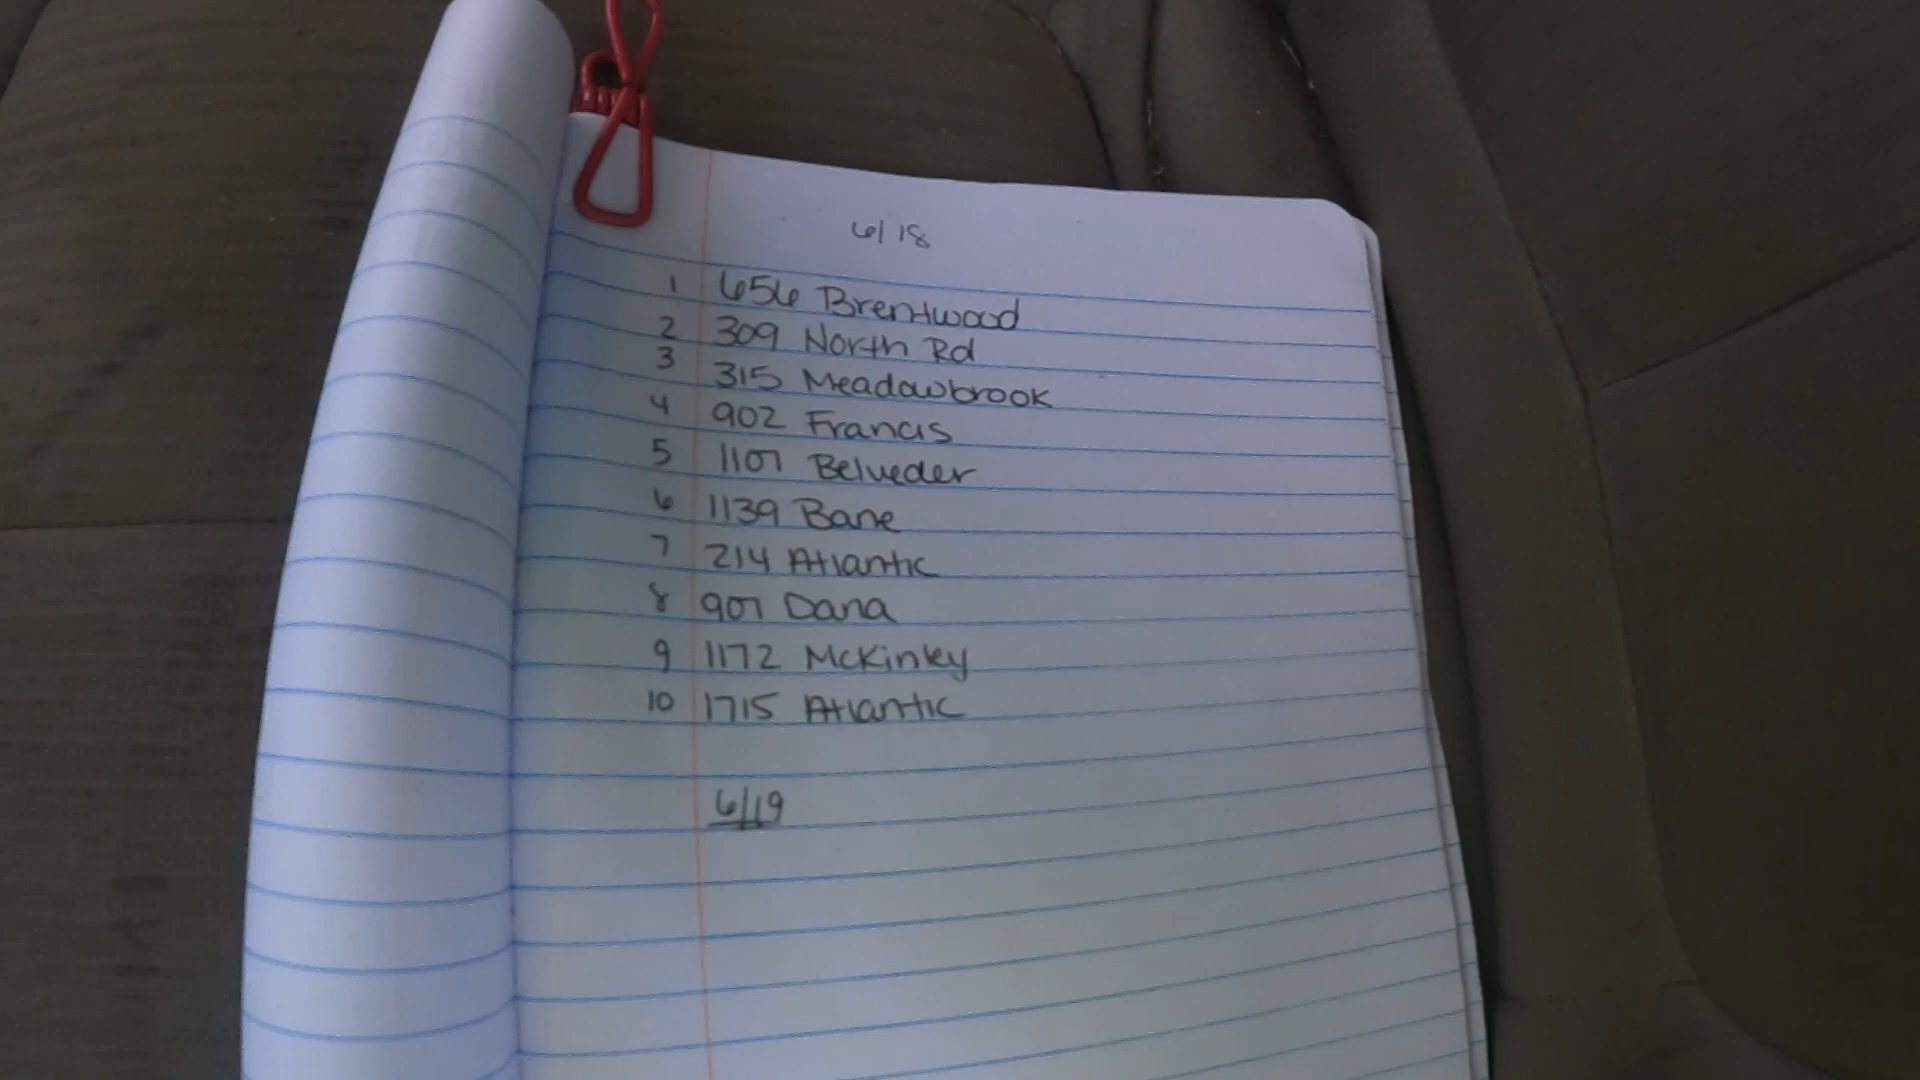 6/18
1 656 Brentwood
2 309 North Rd
3 315 Meadowbrook
4 902 Francis
5 1107 Belveder
6 1139 Bane
7 214 Atlantic
8 907 Dana
9 1172 McKinley
10 1715 Atlantic
6/19